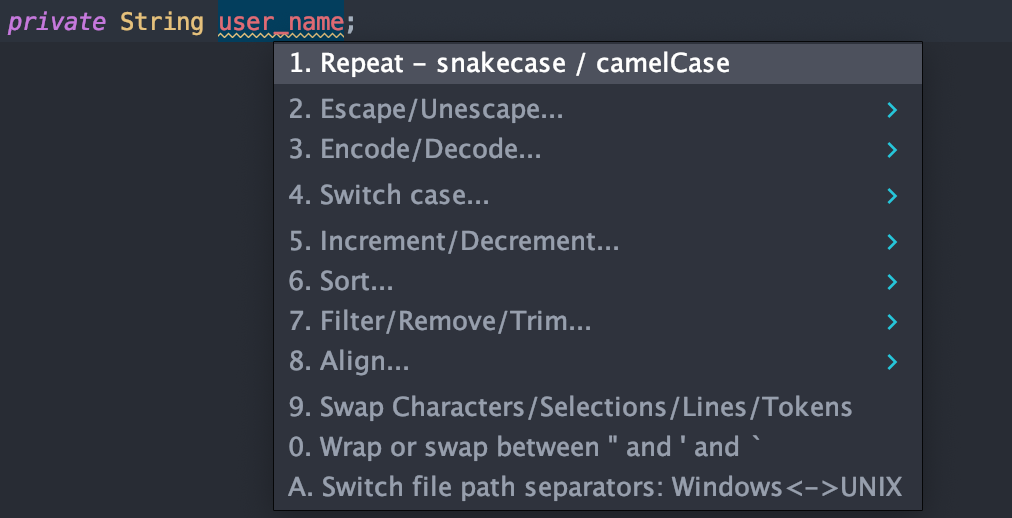 private String user_name;
1. Repeat - snakecase / camelCase
2. Escape/Unescape...
3. Encode/Decode...
4. Switch case...
5. Increment/Decrement...
6. Sort...
7. Filter/Remove/Trim...
8. Align...
9. Swap Characters/Selections/Lines/Tokens
0. Wrap or swap between " and ' and `
A. Switch file path separators: Windows<->UNIX